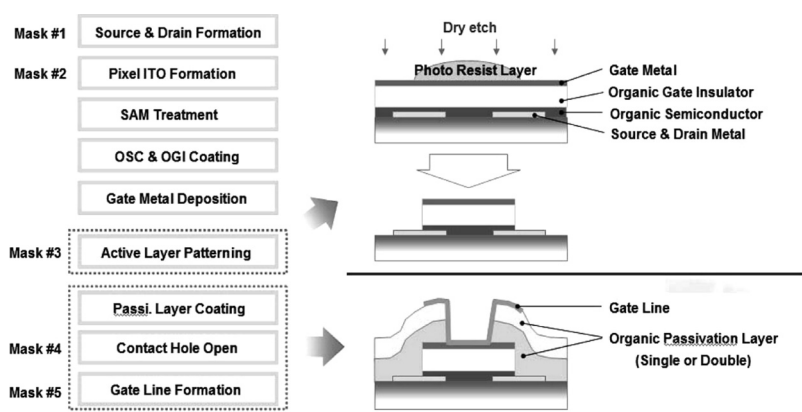 Mask #1 Source & Drain Formation
Mask #2 Pixel ITO Formation
SAM Treatment
OSC & OGI Coating
Gate Metal Deposition
Mask #3 Active Layer Patterning
Passi. Layer Coating
Mask #4 Contact Hole Open
Mask #5 Gate Line Formation
Dry etch
Photo Resist Layer
Gate Metal
Organic Gate Insulator
Organic Semiconductor
Source & Drain Metal
Gate Line
Organic Passivation Layer
(Single or Double)